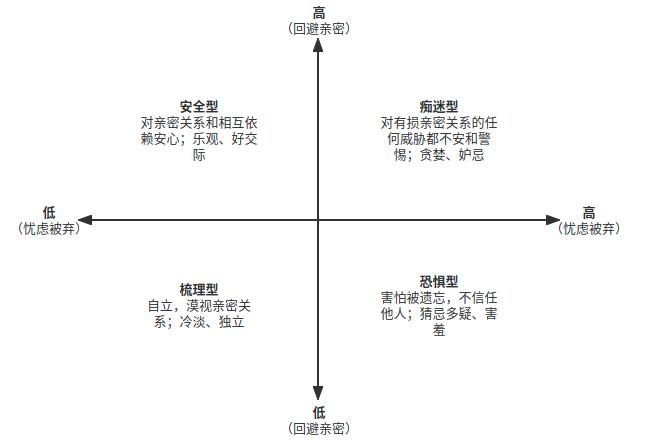 高
（回避亲密）
安全型
对亲密关系和相互依
赖安心；乐观、好交
际
痴迷型
对有损亲密关系的任
何威胁都不安和警
惕；贪婪、妒忌
低
（忧虑被弃）
高
（忧虑被弃）
梳理型
自立，漠视亲密关
系；冷淡、独立
恐惧型
害怕被遗忘，不信任
他人；猜忌多疑、害
羞
低
（回避亲密）